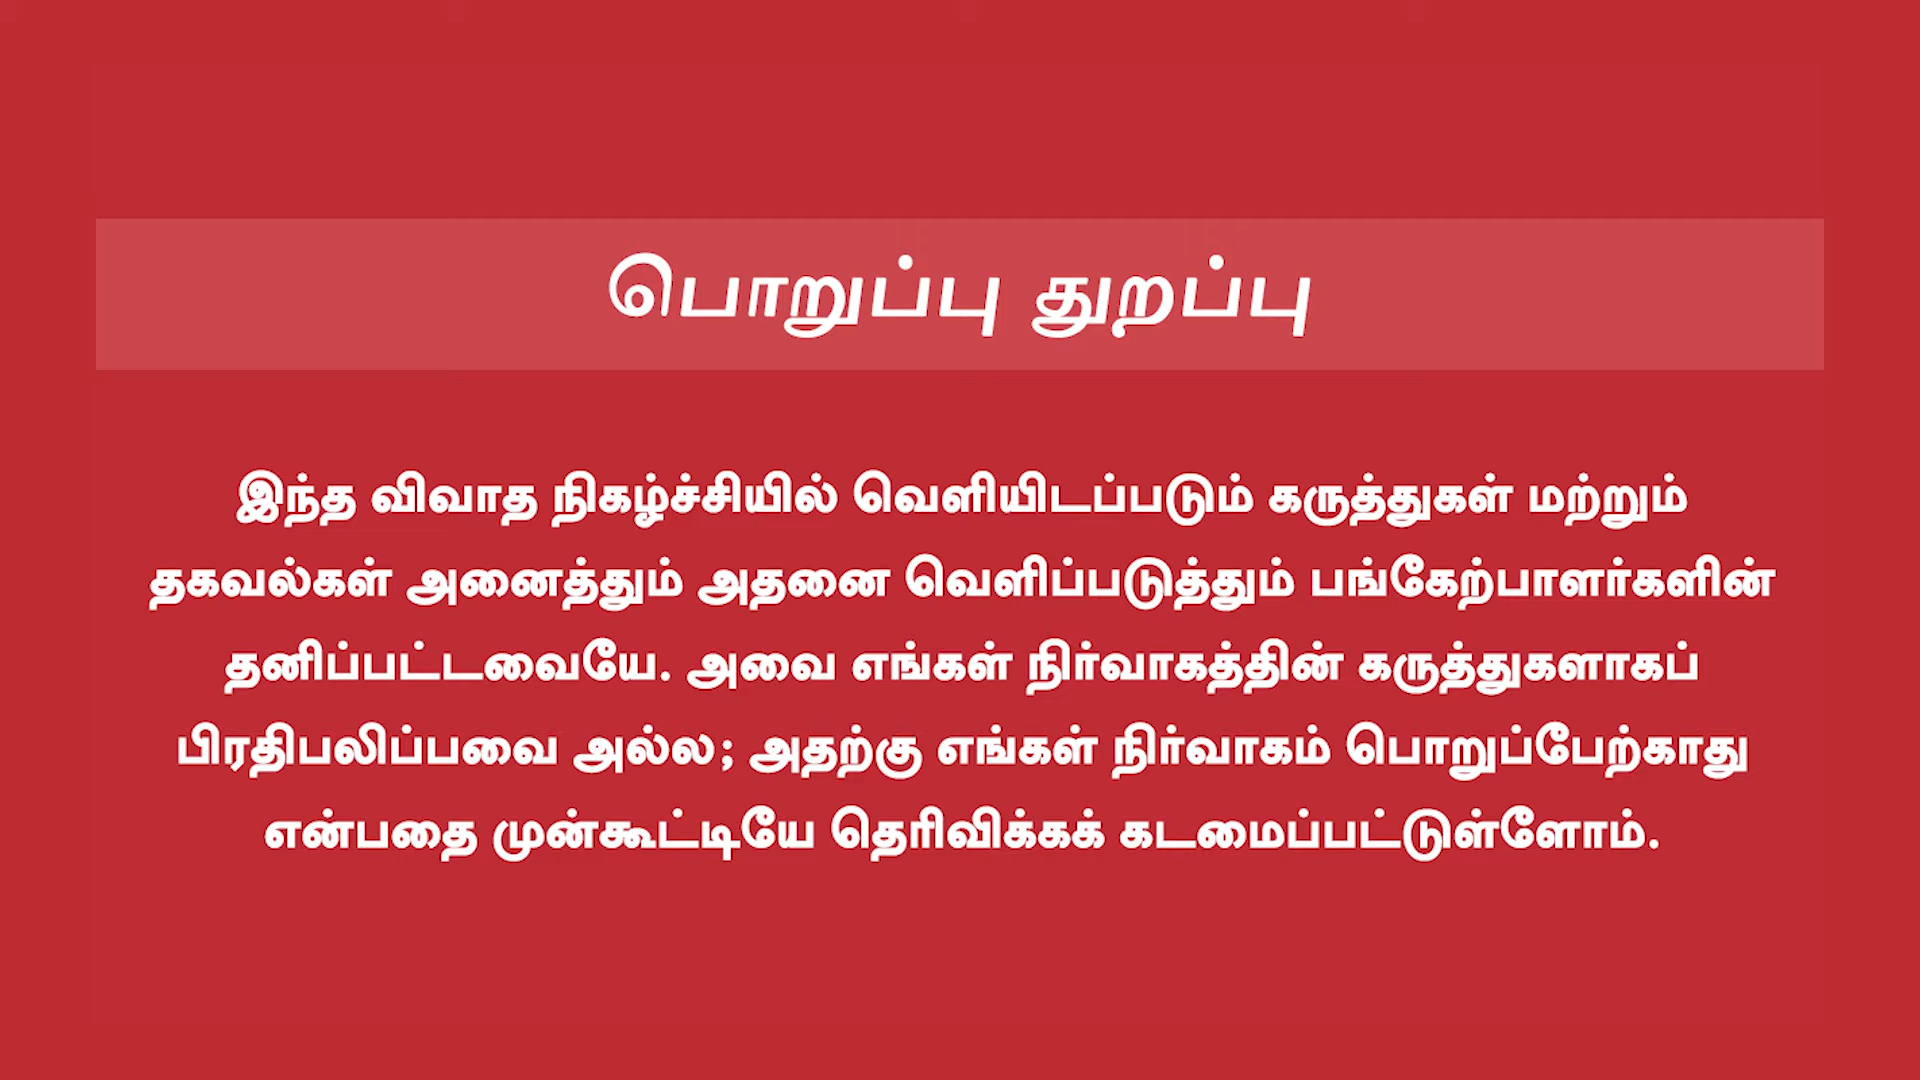 பொறுப்பு துறப்பு
இந்த விவாத நிகழ்ச்சியில் வெளியிடப்படும் கருத்துகள் மற்றும்
தகவல்கள் அனைத்தும் அதனை வெளிப்படுத்தும் பங்கேற்பாளர்களின்
தனிப்பட்டவையே. அவை எங்கள் நிர்வாகத்தின் கருத்துகளாகப்
பிரதிபலிப்பவை அல்ல; அதற்கு எங்கள் நிர்வாகம் பொறுப்பேற்காது
என்பதை முன்கூட்டியே தெரிவிக்கக் கடமைப்பட்டுள்ளோம்.